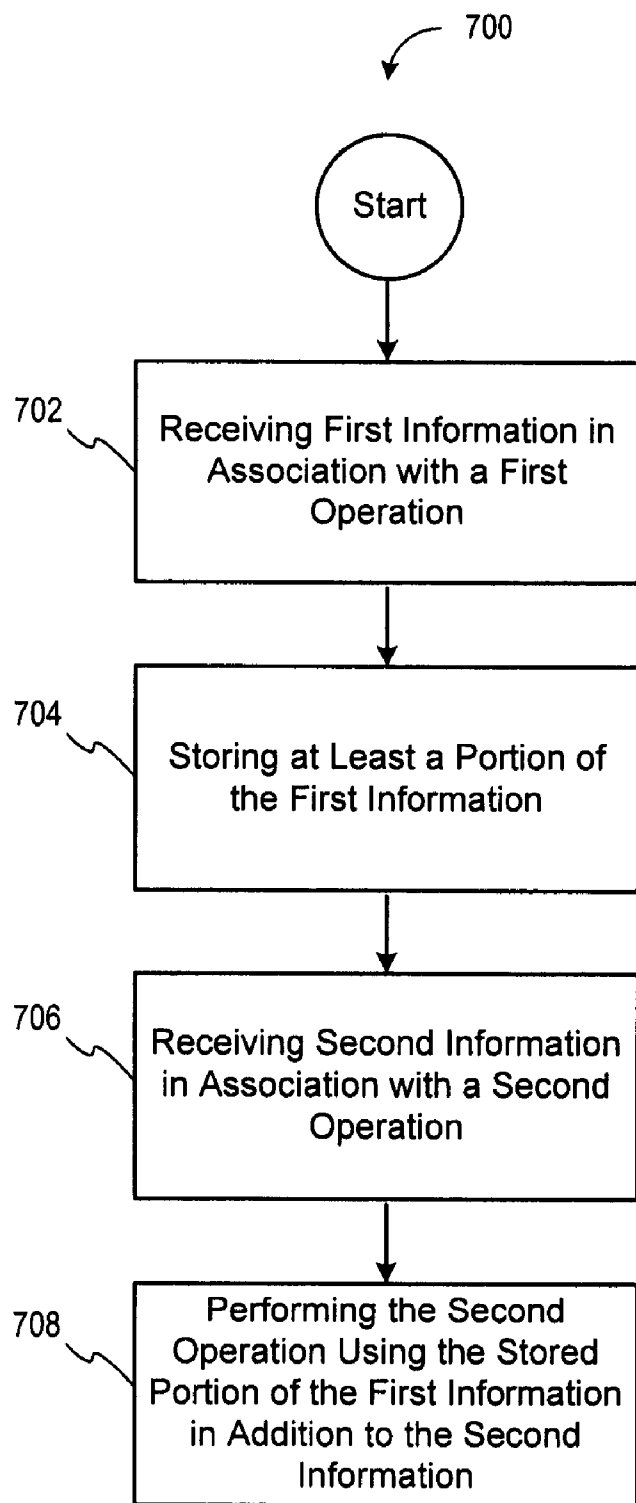 700
Start
702
Receiving First Information in
Association with a First
Operation
704
Storing at Least a Portion of
the First Information
706
Receiving Second Information
in Association with a Second
Operation
708
Performing the Second
Operation Using the Stored
Portion of the First Information
in Addition to the Second
Information